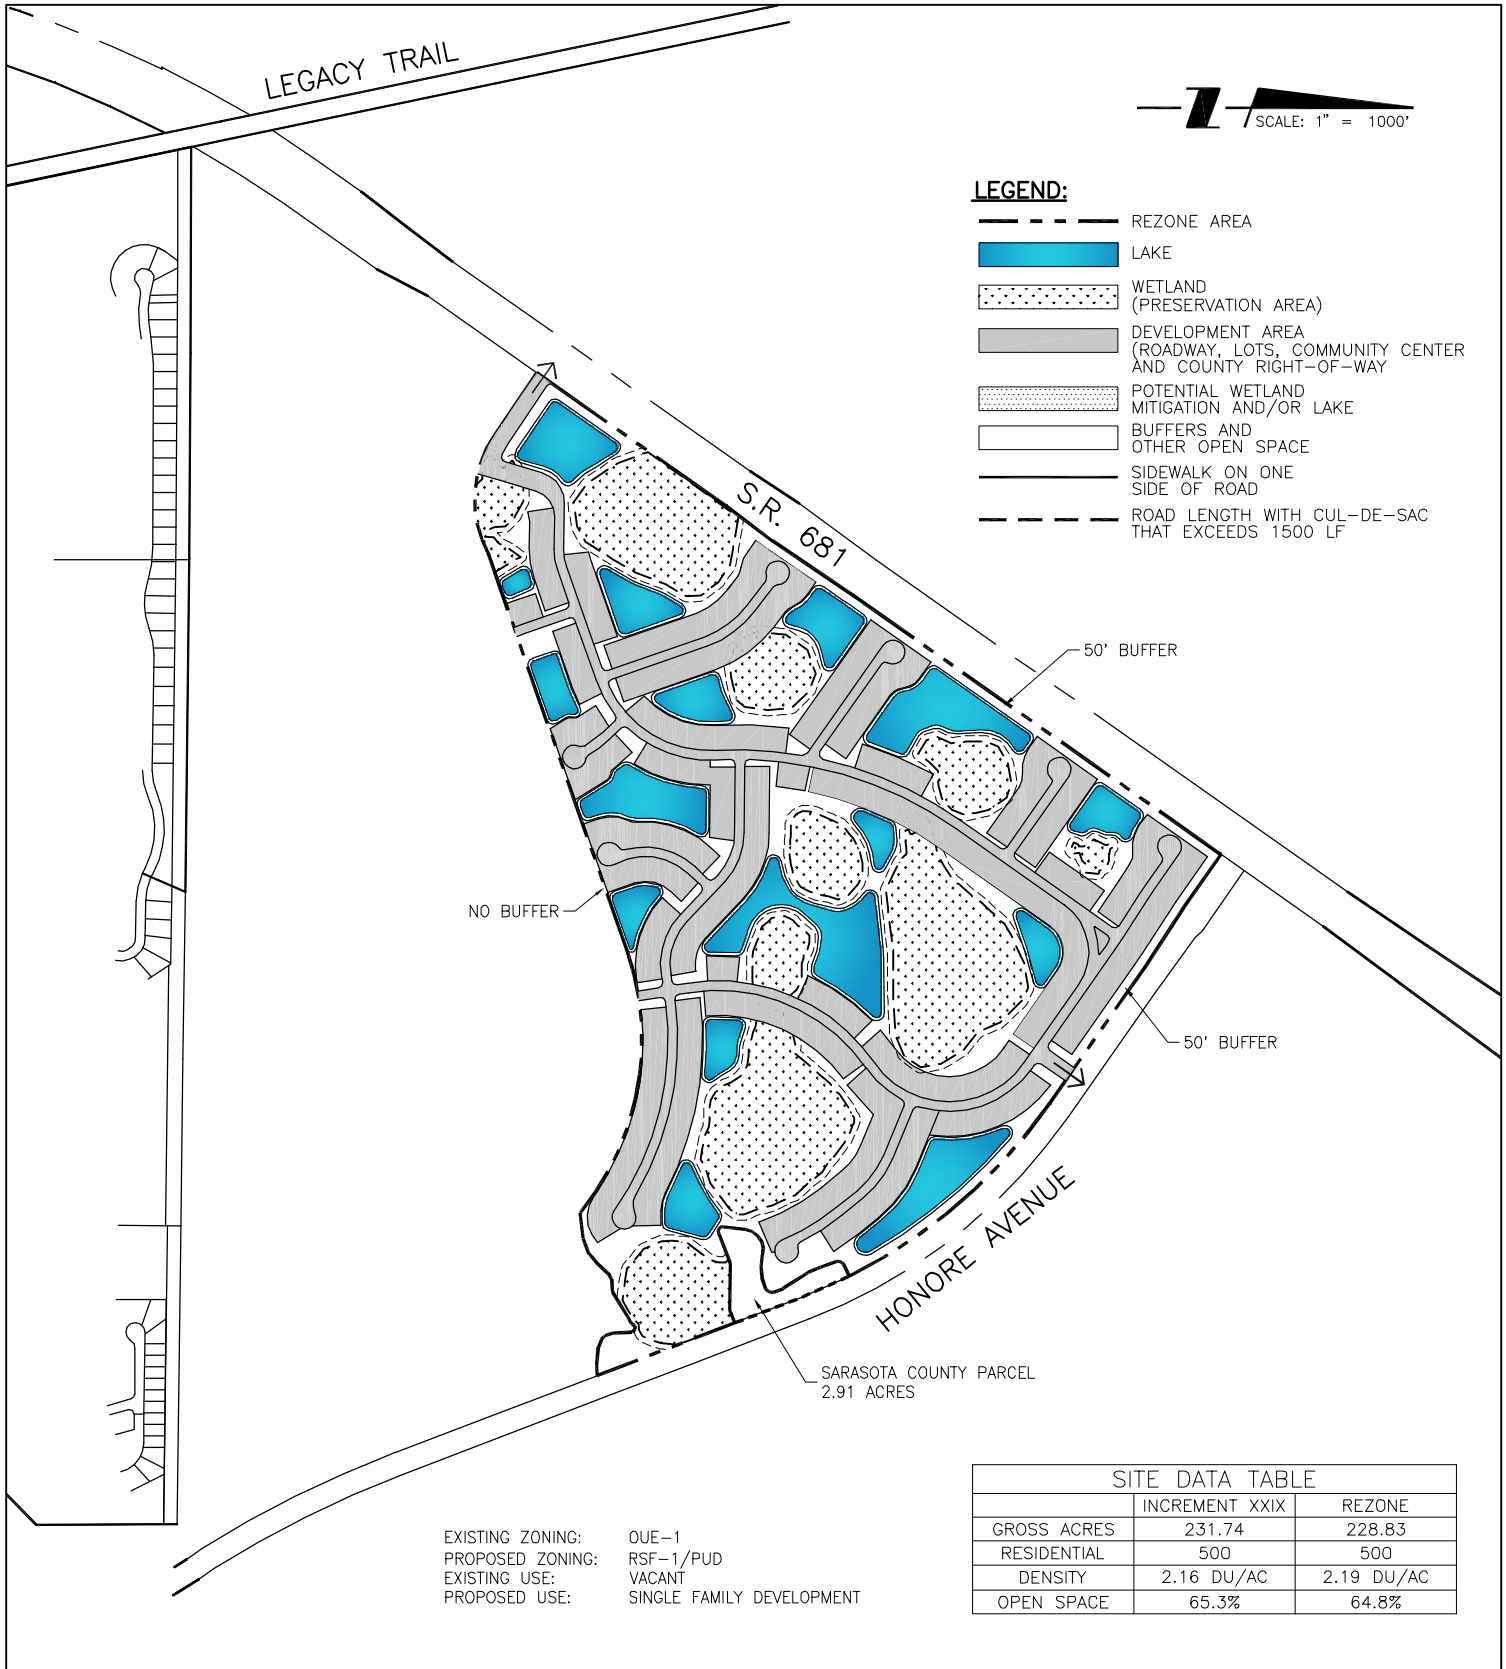 LEGACY TRAIL
SCALE: 1" = 1000'
LEGEND:
REZONE AREA
LAKE
WETLAND
(PRESERVATION AREA)
DEVELOPMENT AREA
(ROADWAY, LOTS, COMMUNITY CENTER
AND COUNTY RIGHT-OF-WAY
POTENTIAL WETLAND
MITIGATION AND/OR LAKE
BUFFERS AND
OTHER OPEN SPACE
SIDEWALK ON ONE
SIDE OF ROAD
ROAD LENGTH WITH CUL-DE-SAC
THAT EXCEEDS 1500 LF
S.R. 681
50' BUFFER
NO BUFFER
50' BUFFER
HONORE AVENUE
SARASOTA COUNTY PARCEL
2.91 ACRES
EXISTING ZONING: OUE-1
PROPOSED ZONING: RSF-1/PUD
EXISTING USE: VACANT
PROPOSED USE: SINGLE FAMILY DEVELOPMENT
SITE DATA TABLE
INCREMENT XXIX REZONE
GROSS ACRES 231.74 228.83
RESIDENTIAL 500 500
DENSITY 2.16 DU/AC 2.19 DU/AC
OPEN SPACE 65.3% 64.8%